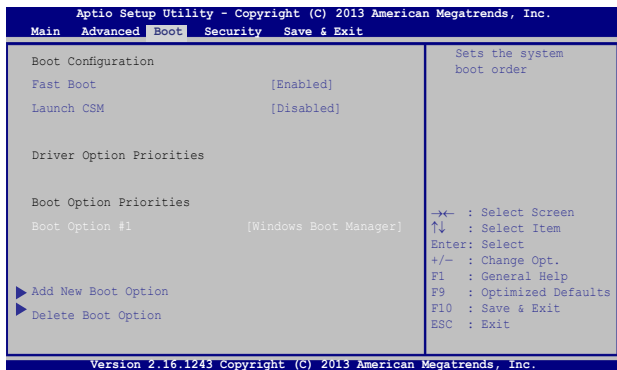 Aptio Setup Utility - Copyright (C) 2013 American Megatrends, Inc.
Main Advanced Boot Security Save & Exit
Boot Configuration
Fast Boot [Enabled]
Launch CSM [Disabled]
Driver Option Priorities
Boot Option Priorities
Boot Option #1 [Windows Boot Manager]
Add New Boot Option
Delete Boot Option
Sets the system
boot order
→← : Select Screen
↑↓ : Select Item
Enter: Select
+/— : Change Opt.
F1 : General Help
F9 : Optimized Defaults
F10 : Save & Exit
ESC : Exit
Version 2.16.1243 Copyright (C) 2013 American Megatrends, Inc.